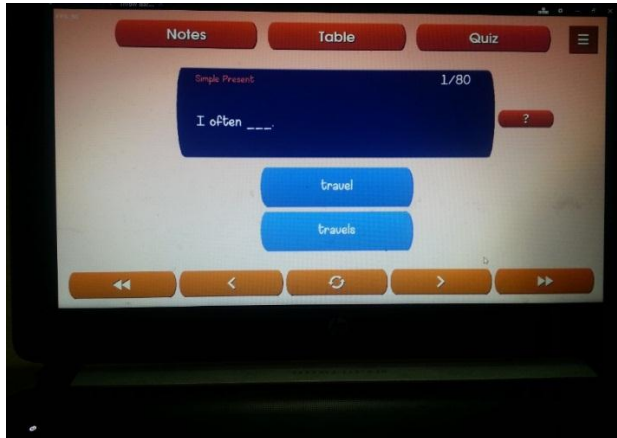 Notes
Table
Quiz
Simple Present
1/80
I often ___.
?
travel
travels